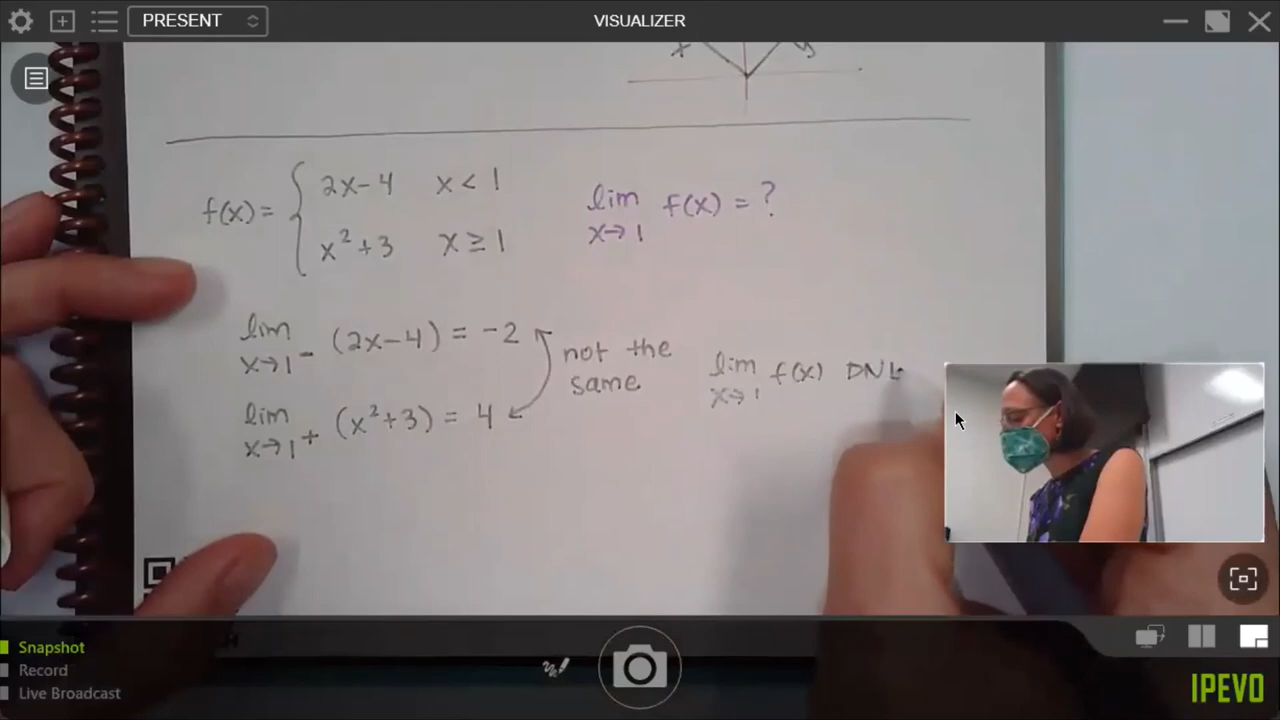 PRESENT
VISUALIZER
x
y
f(x) = { 2x-4 x < 1
x² + 3 x ≥ 1
lim x→1 f(x) = ?
lim x→1- (2x-4) = -2
lim x→1+ (x²+3) = 4
not the
same
lim x→1 f(x) DN
Snapshot
Record
Live Broadcast
IPEVO